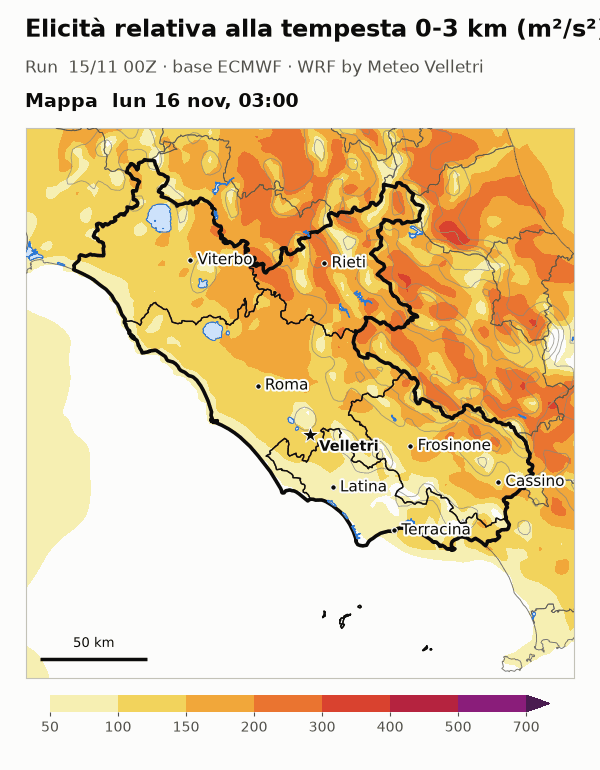 Elicità relativa alla tempesta 0-3 km (m²/s²)
Run 15/11 00Z · base ECMWF · WRF by Meteo Velletri
Mappa lun 16 nov, 03:00
Viterbo
Rieti
Roma
Velletri
Frosinone
Latina
Cassino
Terracina
50 km
50 100 150 200 300 400 500 700